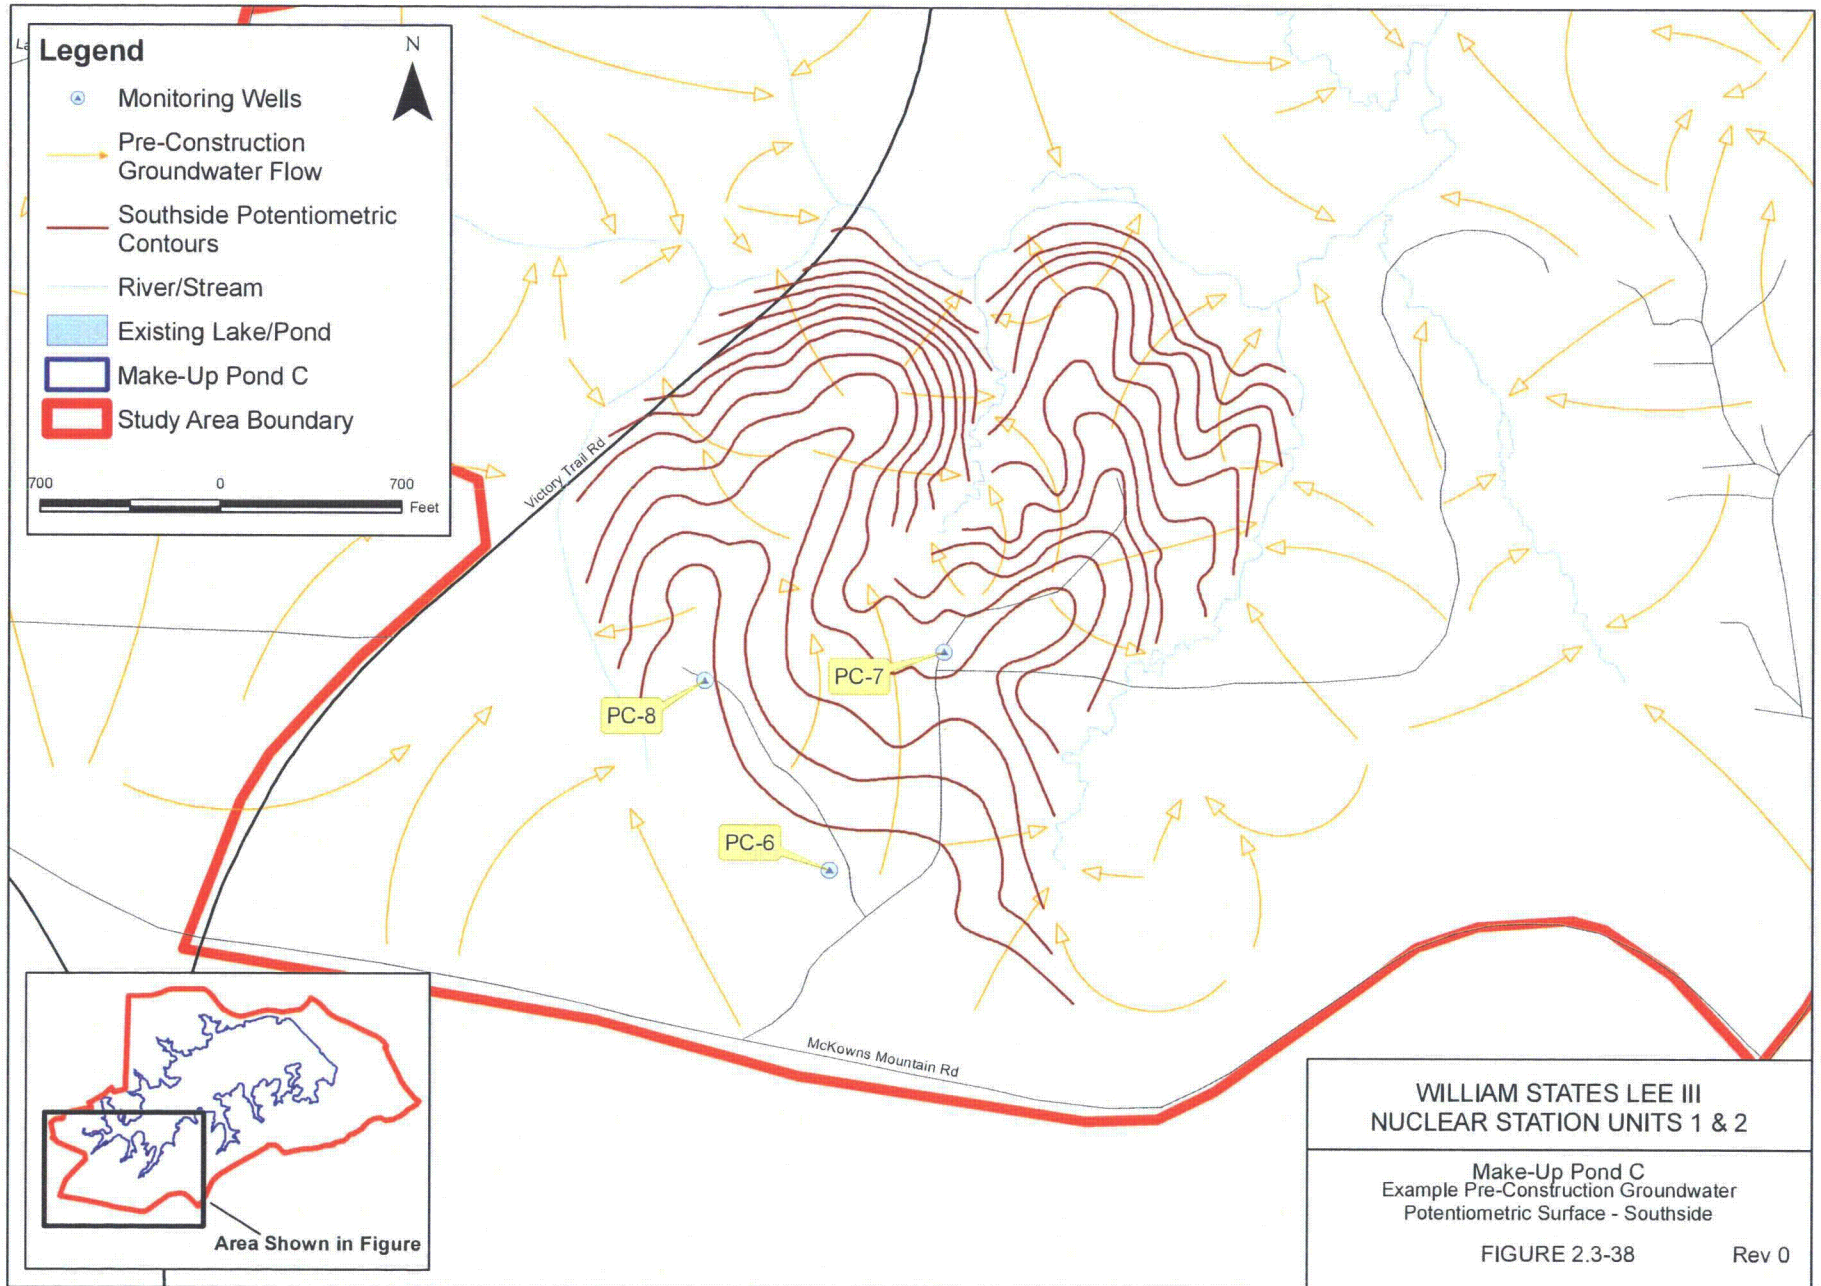 Legend
N
Monitoring Wells
Pre-Construction
Groundwater Flow
Southside Potentiometric
Contours
River/Stream
Existing Lake/Pond
Make-Up Pond C
Study Area Boundary
700 0 700
Feet
Victory Trail Rd
PC-7
PC-8
PC-6
McKowns Mountain Rd
Area Shown in Figure
WILLIAM STATES LEE III
NUCLEAR STATION UNITS 1 & 2
Make-Up Pond C
Example Pre-Construction Groundwater
Potentiometric Surface - Southside
FIGURE 2.3-38 Rev 0